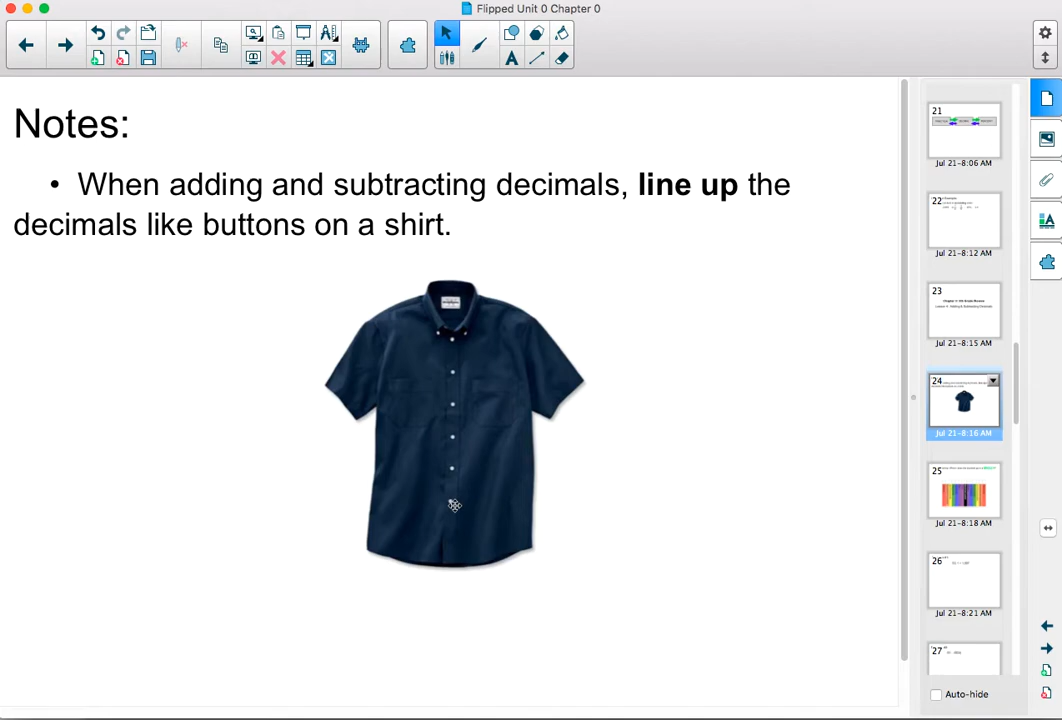 Flipped Unit 0 Chapter 0
Notes:
• When adding and subtracting decimals, line up the
decimals like buttons on a shirt.
21
Jul 21-8:06 AM
22
Jul 21-8:12 AM
23
Jul 21-8:15 AM
24
Jul 21-8:16 AM
25
Jul 21-8:18 AM
26
Jul 21-8:21 AM
27
Auto-hide